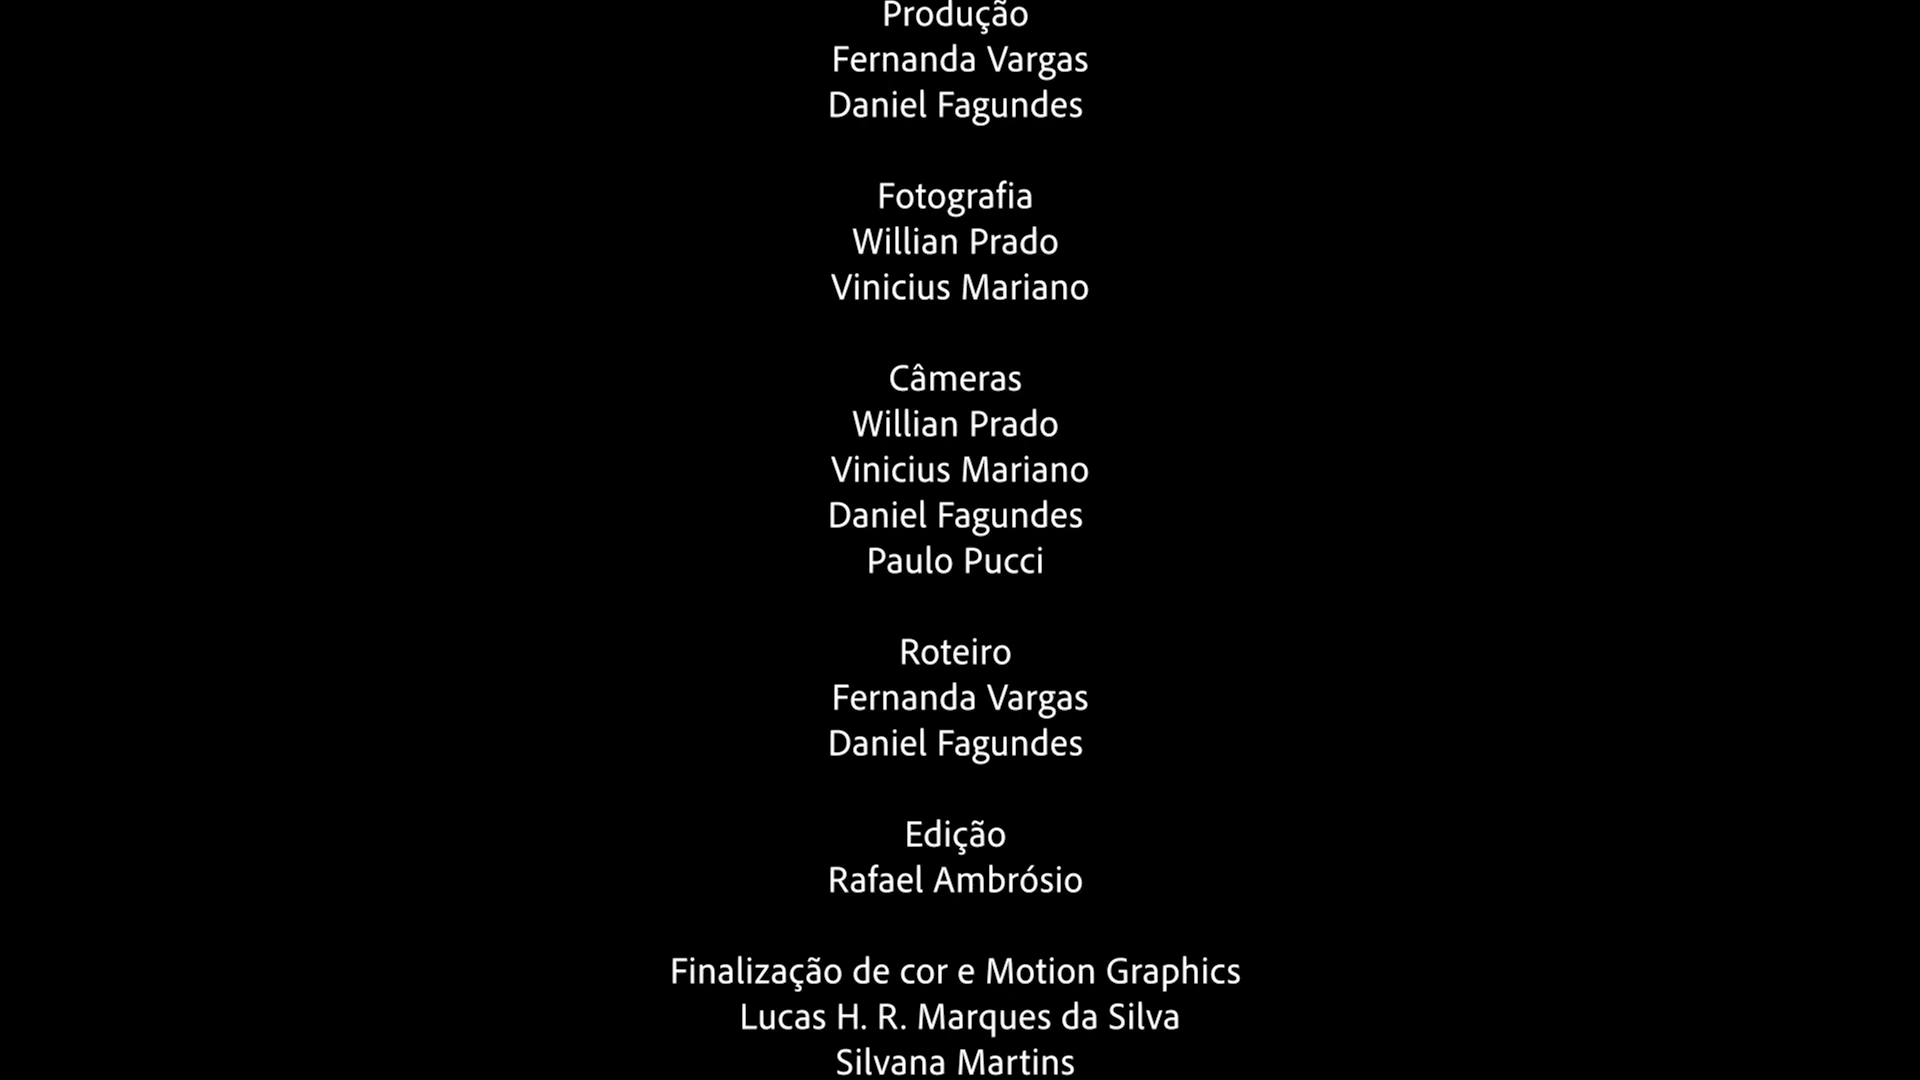 Produção
Fernanda Vargas
Daniel Fagundes
Fotografia
Willian Prado
Vinicius Mariano
Câmeras
Willian Prado
Vinicius Mariano
Daniel Fagundes
Paulo Pucci
Roteiro
Fernanda Vargas
Daniel Fagundes
Edição
Rafael Ambrósio
Finalização de cor e Motion Graphics
Lucas H. R. Marques da Silva
Silvana Martins